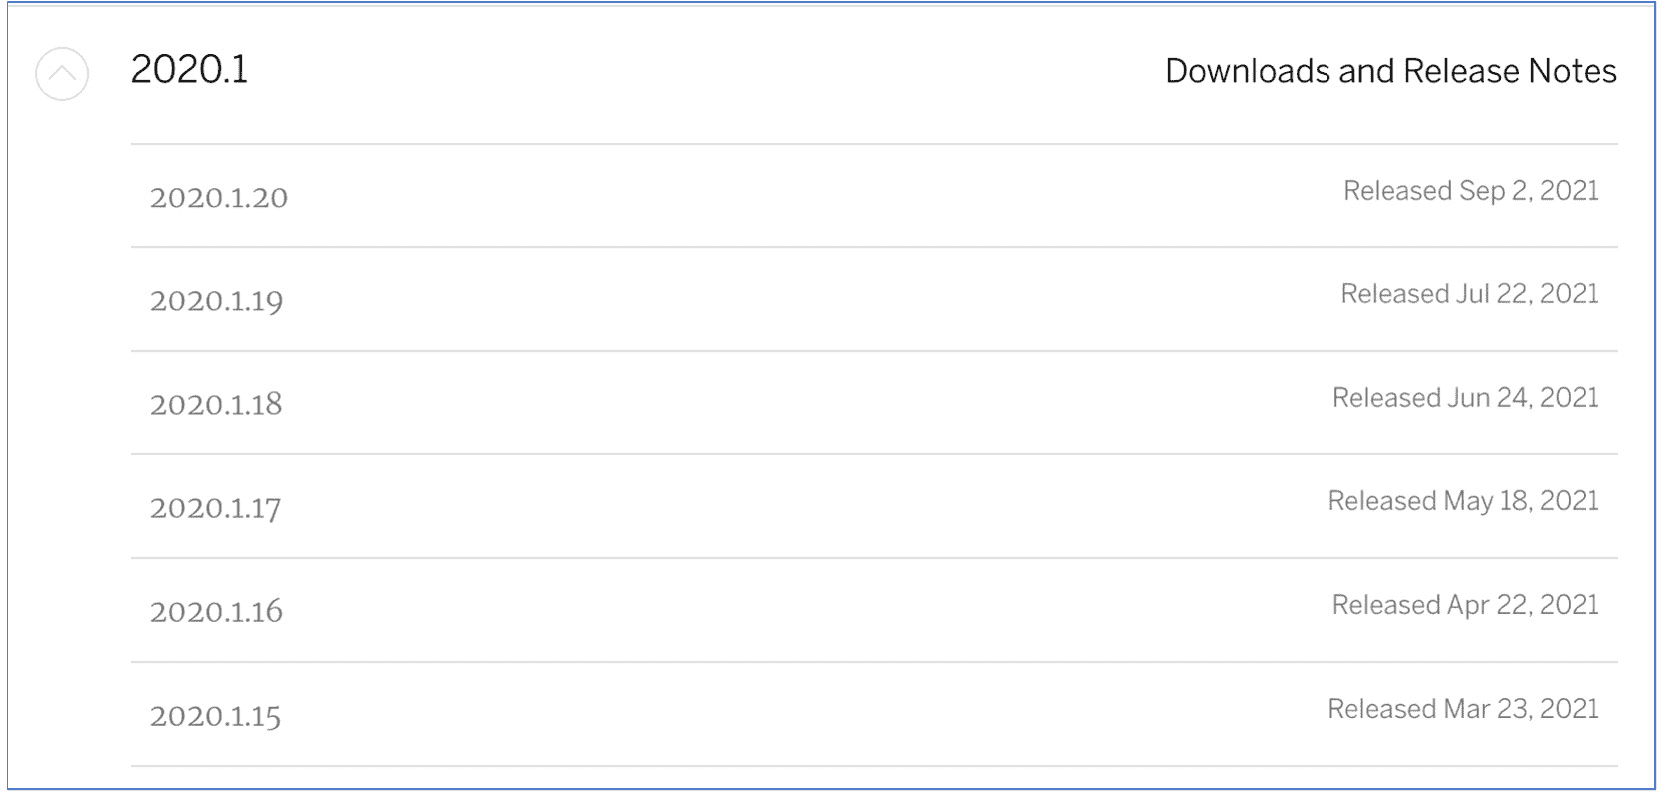 2020.1 Downloads and Release Notes
2020.1.20 Released Sep 2, 2021
2020.1.19 Released Jul 22, 2021
2020.1.18 Released Jun 24, 2021
2020.1.17 Released May 18, 2021
2020.1.16 Released Apr 22, 2021
2020.1.15 Released Mar 23, 2021